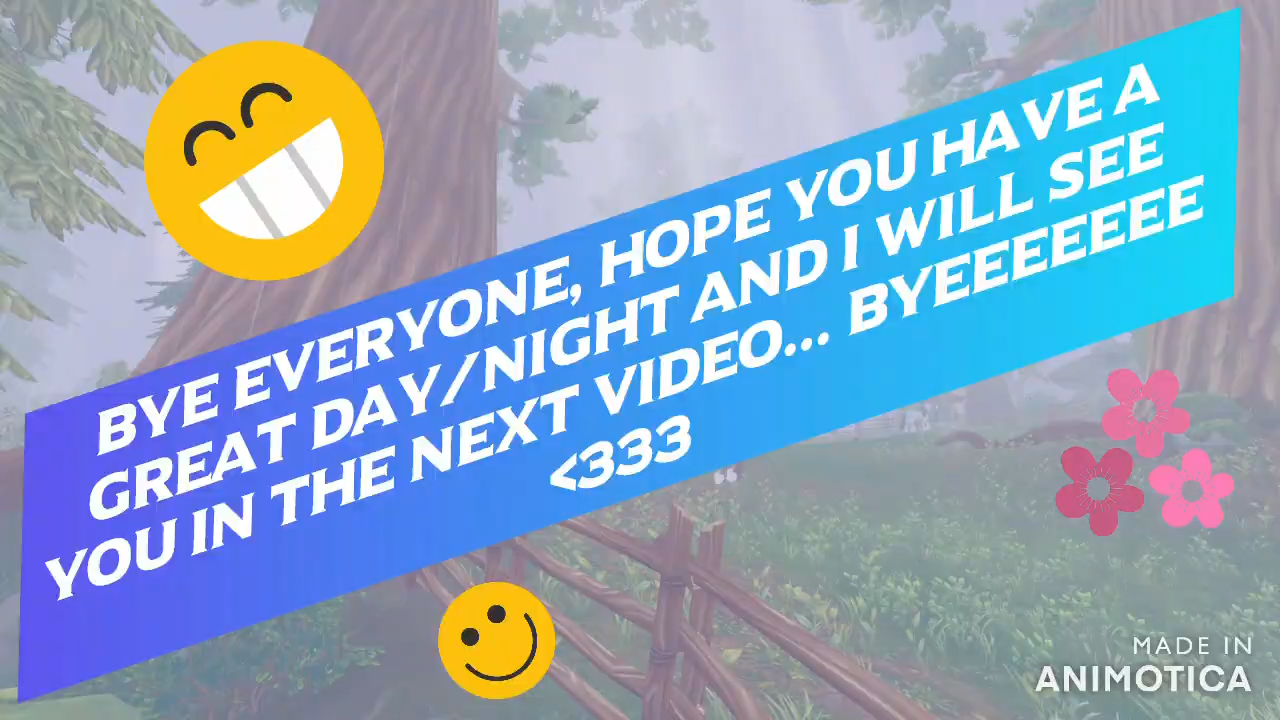 BYE EVERYONE, HOPE YOU HAVE A
GREAT DAY/NIGHT AND I WILL SEE
YOU IN THE NEXT VIDEO... BYEEEEEEE
<333
MADE IN
ANIMOTICA